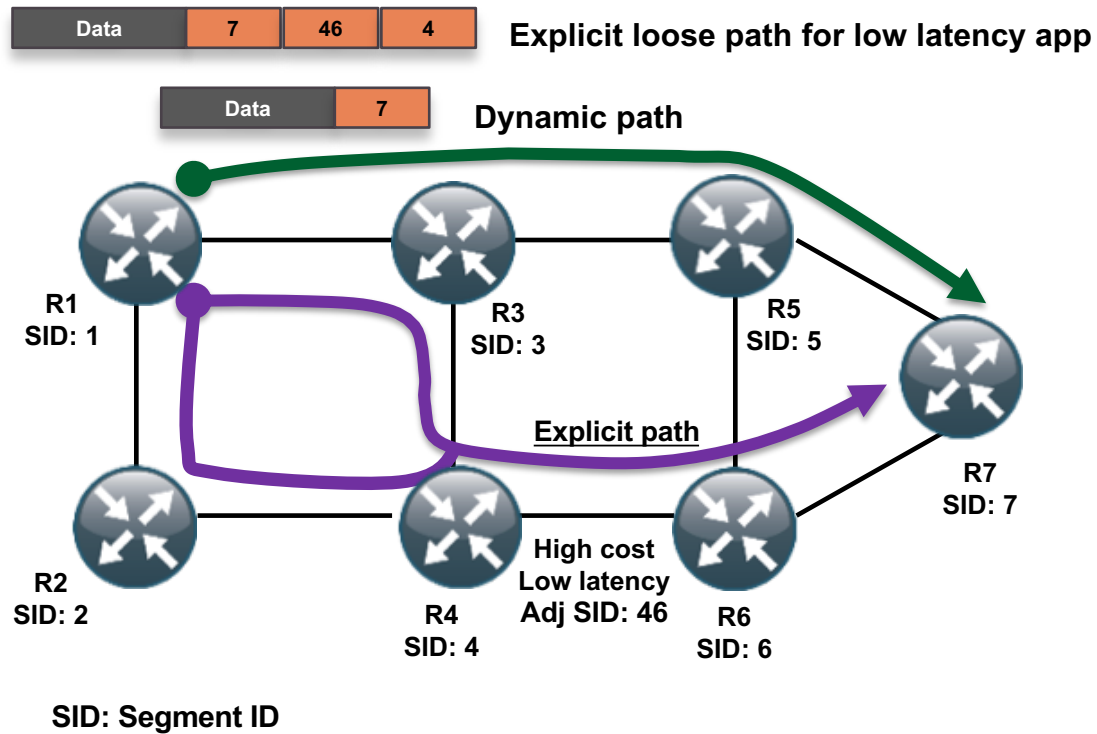 Data 7 46 4
Explicit loose path for low latency app
Data 7
Dynamic path
R1
SID: 1
R3
SID: 3
R5
SID: 5
Explicit path
R7
SID: 7
R2
SID: 2
R4
SID: 4
High cost
Low latency
Adj SID: 46
R6
SID: 6
SID: Segment ID